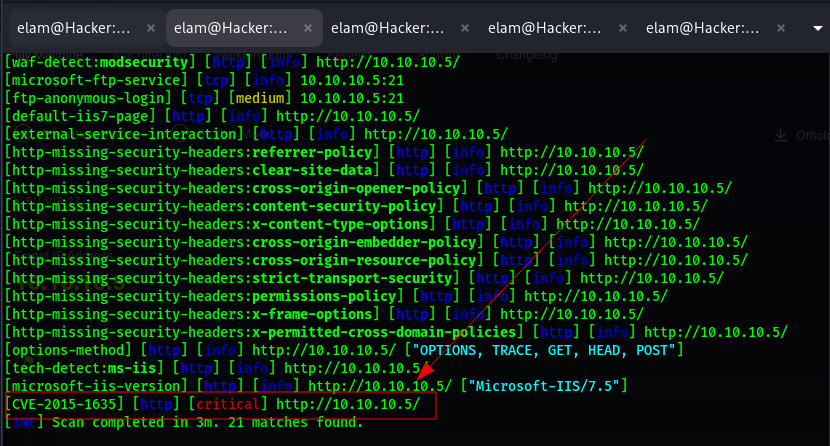 elam@Hacker:... × elam@Hacker:... × elam@Hacker:... × elam@Hacker:... × elam@Hacker:... ×
Changelog
[waf-detect:modsecurity] [http] [info] http://10.10.10.5/
[microsoft-ftp-service] [tcp] [info] 10.10.10.5:21
[ftp-anonymous-login] [tcp] [medium] 10.10.10.5:21
[default-iis7-page] [http] [info] http://10.10.10.5/
[external-service-interaction] [http] [info] http://10.10.10.5/
[http-missing-security-headers:referrer-policy] [http] [info] http://10.10.10.5/
[http-missing-security-headers:clear-site-data] [http] [info] http://10.10.10.5/
[http-missing-security-headers:cross-origin-opener-policy] [http] [info] http://10.10.10.5/
[http-missing-security-headers:content-security-policy] [http] [info] http://10.10.10.5/
[http-missing-security-headers:x-content-type-options] [http] [info] http://10.10.10.5/
[http-missing-security-headers:cross-origin-embedder-policy] [http] [info] http://10.10.10.5/
[http-missing-security-headers:cross-origin-resource-policy] [http] [info] http://10.10.10.5/
[http-missing-security-headers:strict-transport-security] [http] [info] http://10.10.10.5/
[http-missing-security-headers:permissions-policy] [http] [info] http://10.10.10.5/
[http-missing-security-headers:x-frame-options] [http] [info] http://10.10.10.5/
[http-missing-security-headers:x-permitted-cross-domain-policies] [http] [info] http://10.10.10.5/
[options-method] [http] [info] http://10.10.10.5/ ["OPTIONS, TRACE, GET, HEAD, POST"]
[tech-detect:ms-iis] [http] [info] http://10.10.10.5/
[microsoft-iis-version] [http] [info] http://10.10.10.5/ ["Microsoft-IIS/7.5"]
[CVE-2015-1635] [http] [critical] http://10.10.10.5/
[INF] Scan completed in 3m. 21 matches found.